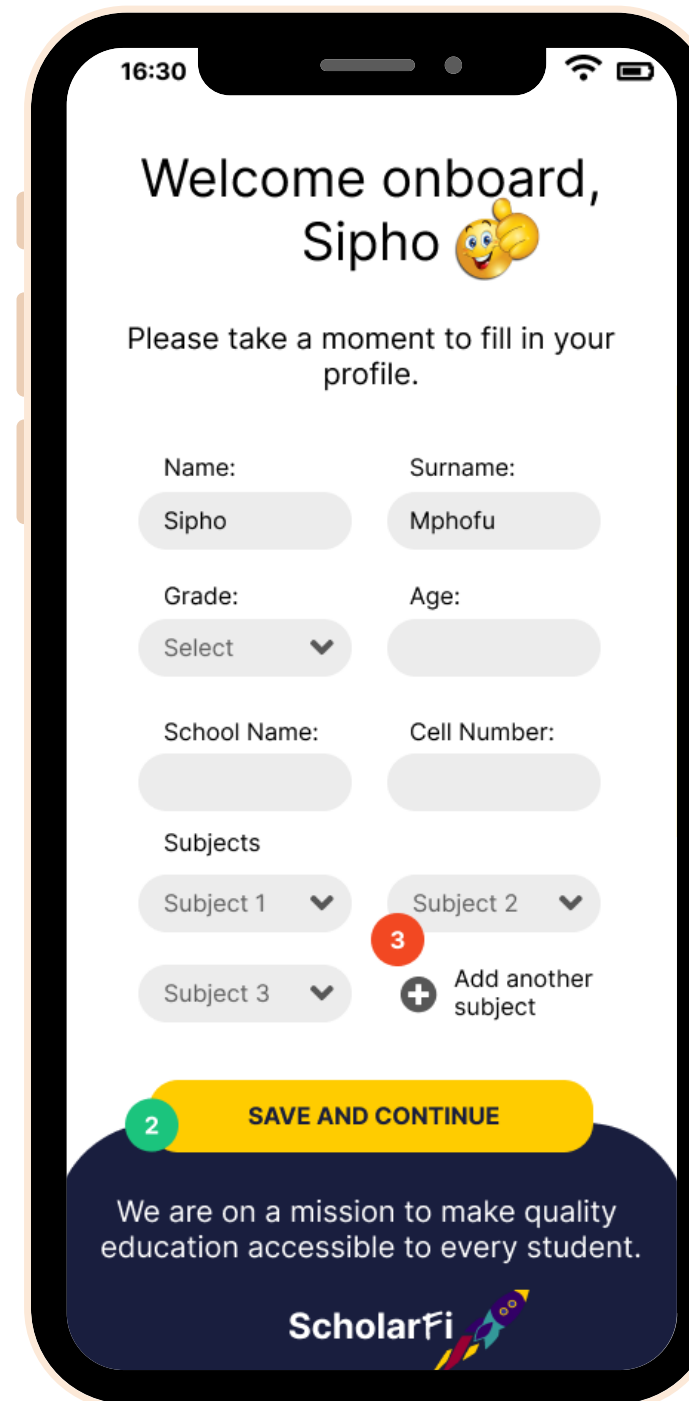 16:30
Welcome onboard,
Sipho
Please take a moment to fill in your
profile.
Name: Surname:
Sipho Mphofu
Grade: Age:
Select
School Name: Cell Number:
Subjects
Subject 1 Subject 2
3
Subject 3 Add another
subject
2 SAVE AND CONTINUE
We are on a mission to make quality
education accessible to every student.
ScholarFi